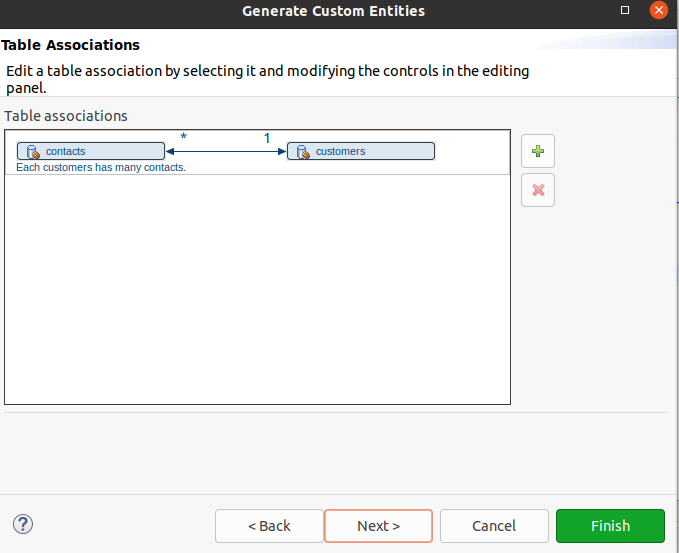 Generate Custom Entities
Table Associations
Edit a table association by selecting it and modifying the controls in the editing
panel.
Table associations
* 1
contacts customers
Each customers has many contacts.
? < Back Next > Cancel Finish